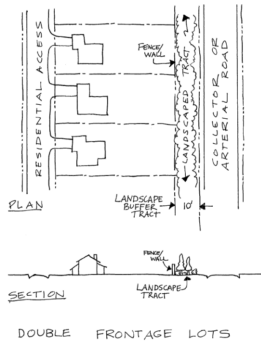 RESIDENTIAL ACCESS
FENCE/
WALL
LANDSCAPED TRACT
COLLECTOR OR
ARTERIAL ROAD
LANDSCAPE
BUFFER
TRACT
10'
PLAN
FENCE/
WALL
LANDSCAPE
TRACT
SECTION
DOUBLE FRONTAGE LOTS